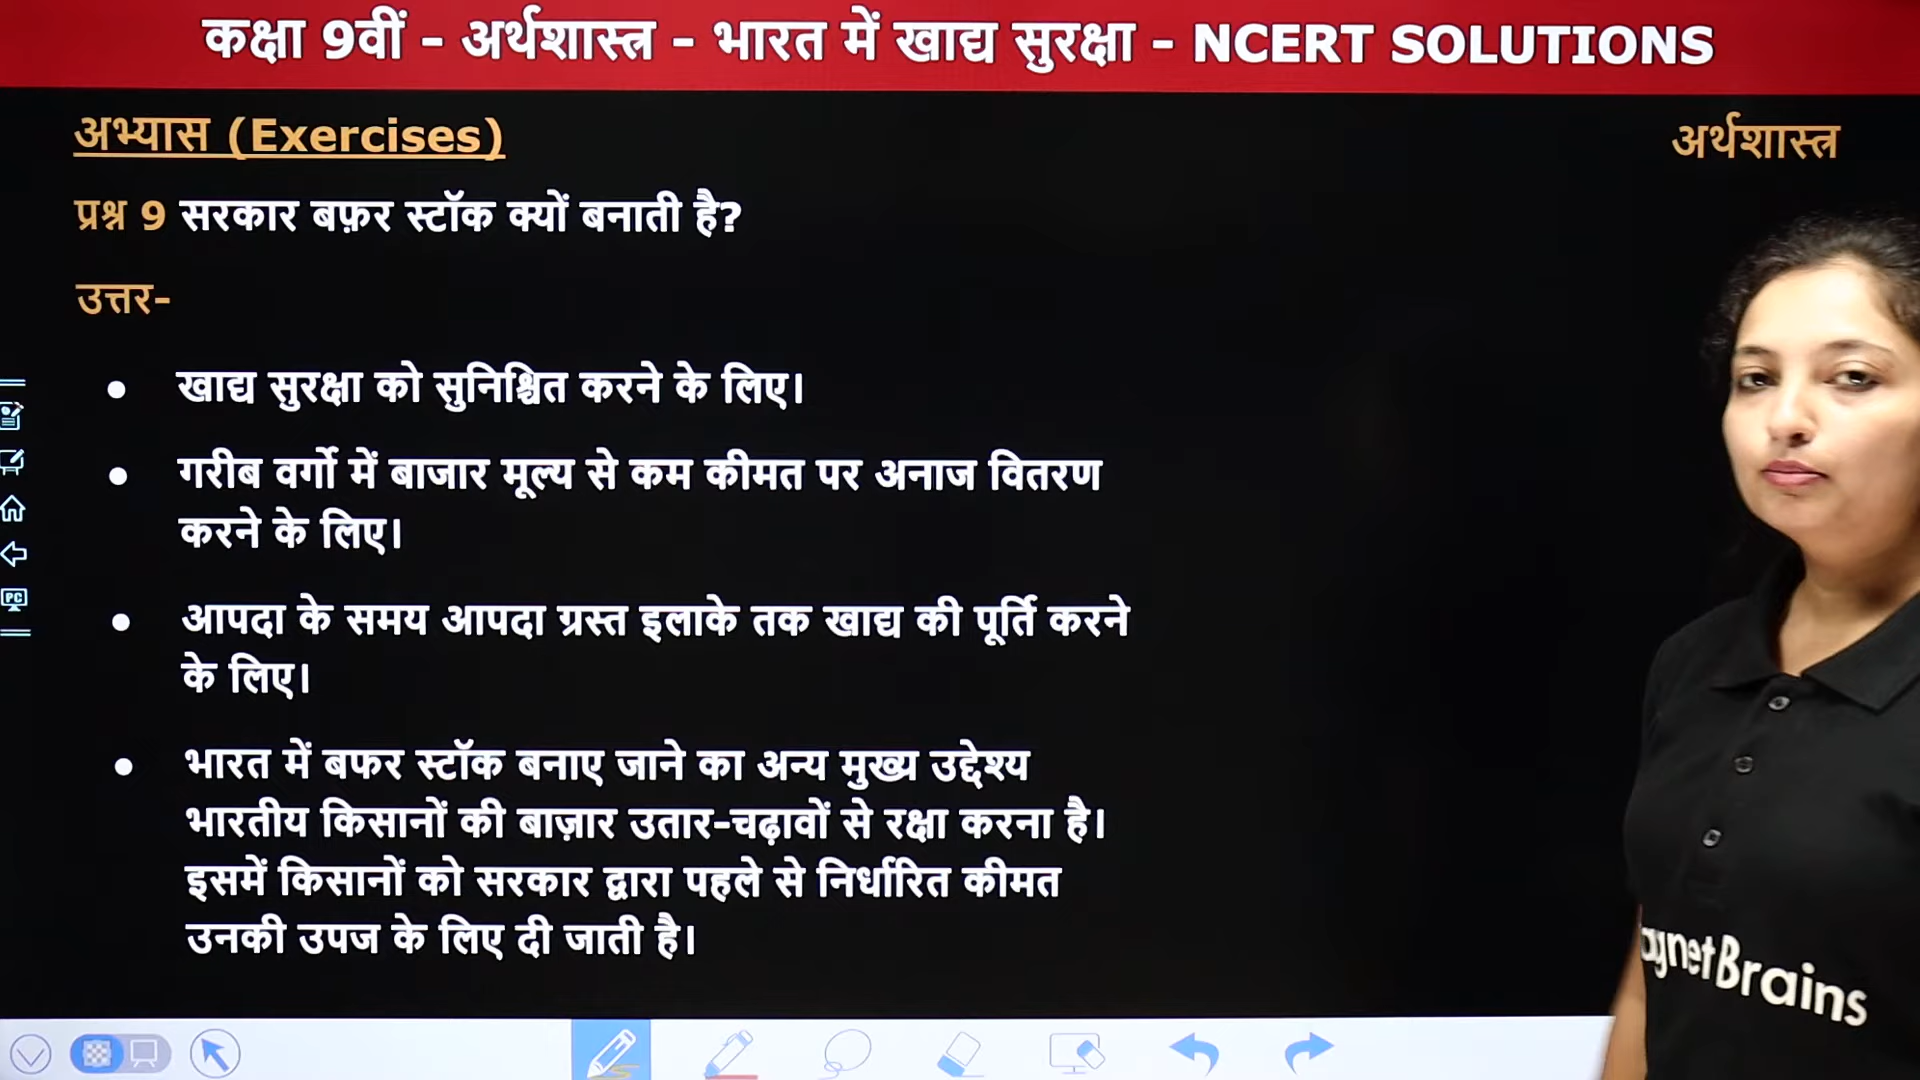 कक्षा 9वीं - अर्थशास्त्र - भारत में खाद्य सुरक्षा - NCERT SOLUTIONS
अभ्यास (Exercises)
अर्थशास्त्र
प्रश्न 9 सरकार बफ़र स्टॉक क्यों बनाती है?
उत्तर-
● खाद्य सुरक्षा को सुनिश्चित करने के लिए।
● गरीब वर्गो में बाजार मूल्य से कम कीमत पर अनाज वितरण
करने के लिए।
● आपदा के समय आपदा ग्रस्त इलाके तक खाद्य की पूर्ति करने
के लिए।
● भारत में बफर स्टॉक बनाए जाने का अन्य मुख्य उद्देश्य
भारतीय किसानों की बाज़ार उतार-चढ़ावों से रक्षा करना है।
इसमें किसानों को सरकार द्वारा पहले से निर्धारित कीमत
उनकी उपज के लिए दी जाती है।
PC
agnetBrains